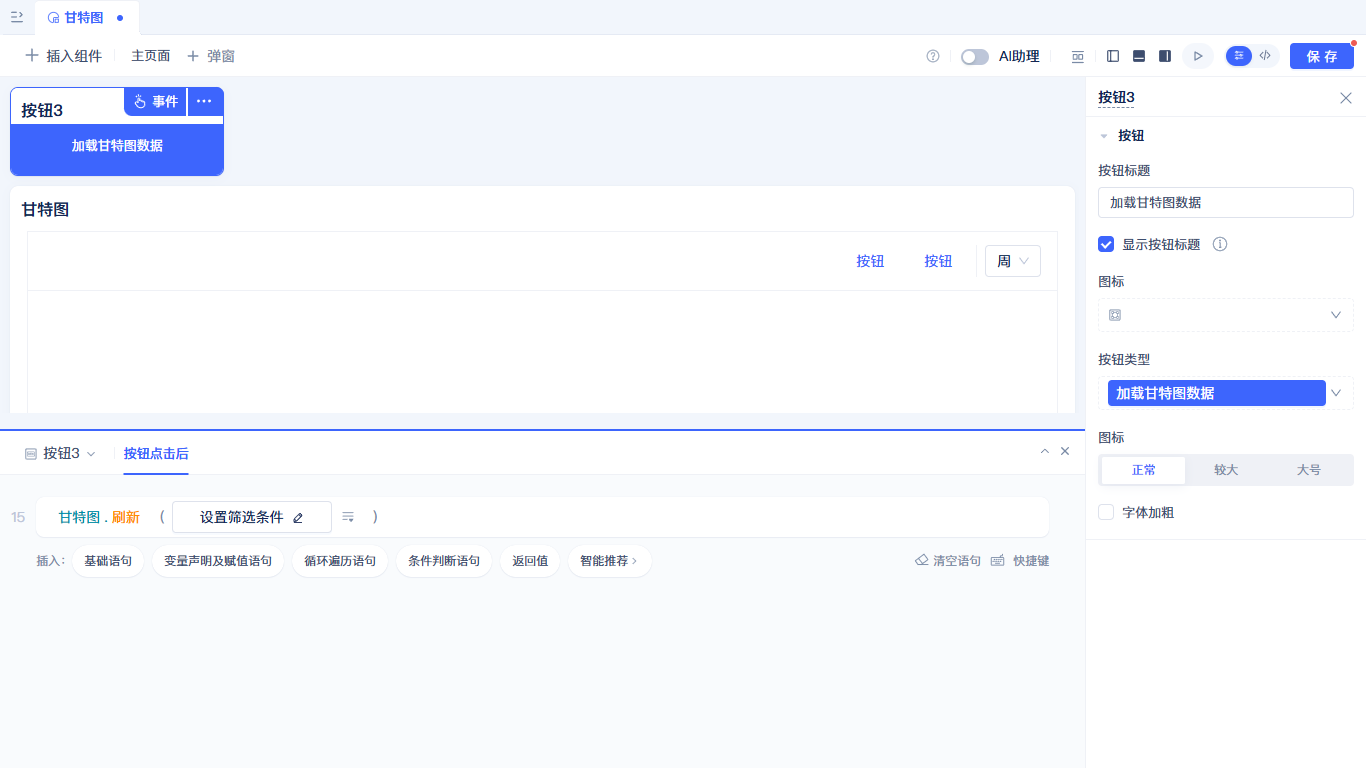 甘特图
插入组件 主页面 弹窗 AI助理 保存
按钮3 事件
加载甘特图数据
甘特图
按钮 按钮 周
按钮3 按钮点击后
15 甘特图 . 刷新 ( 设置筛选条件 )
插入: 基础语句 变量声明及赋值语句 循环遍历语句 条件判断语句 返回值 智能推荐 清空语句 快捷键
按钮3
按钮
按钮标题
加载甘特图数据
显示按钮标题
图标
按钮类型
加载甘特图数据
图标
正常 较大 大号
字体加粗